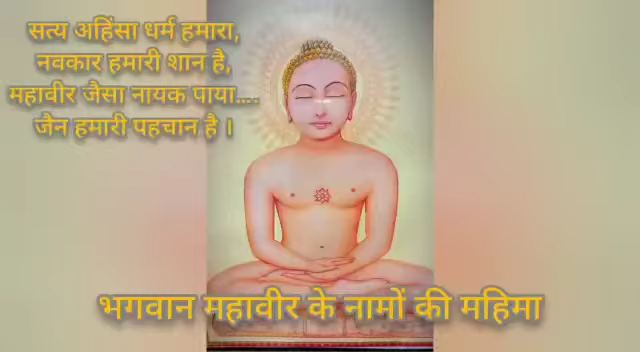 सत्य अहिंसा धर्म हमारा,
नवकार हमारी शान है,
महावीर जैसा नायक पाया....
जैन हमारी पहचान है ।
भगवान महावीर के नामों की महिमा